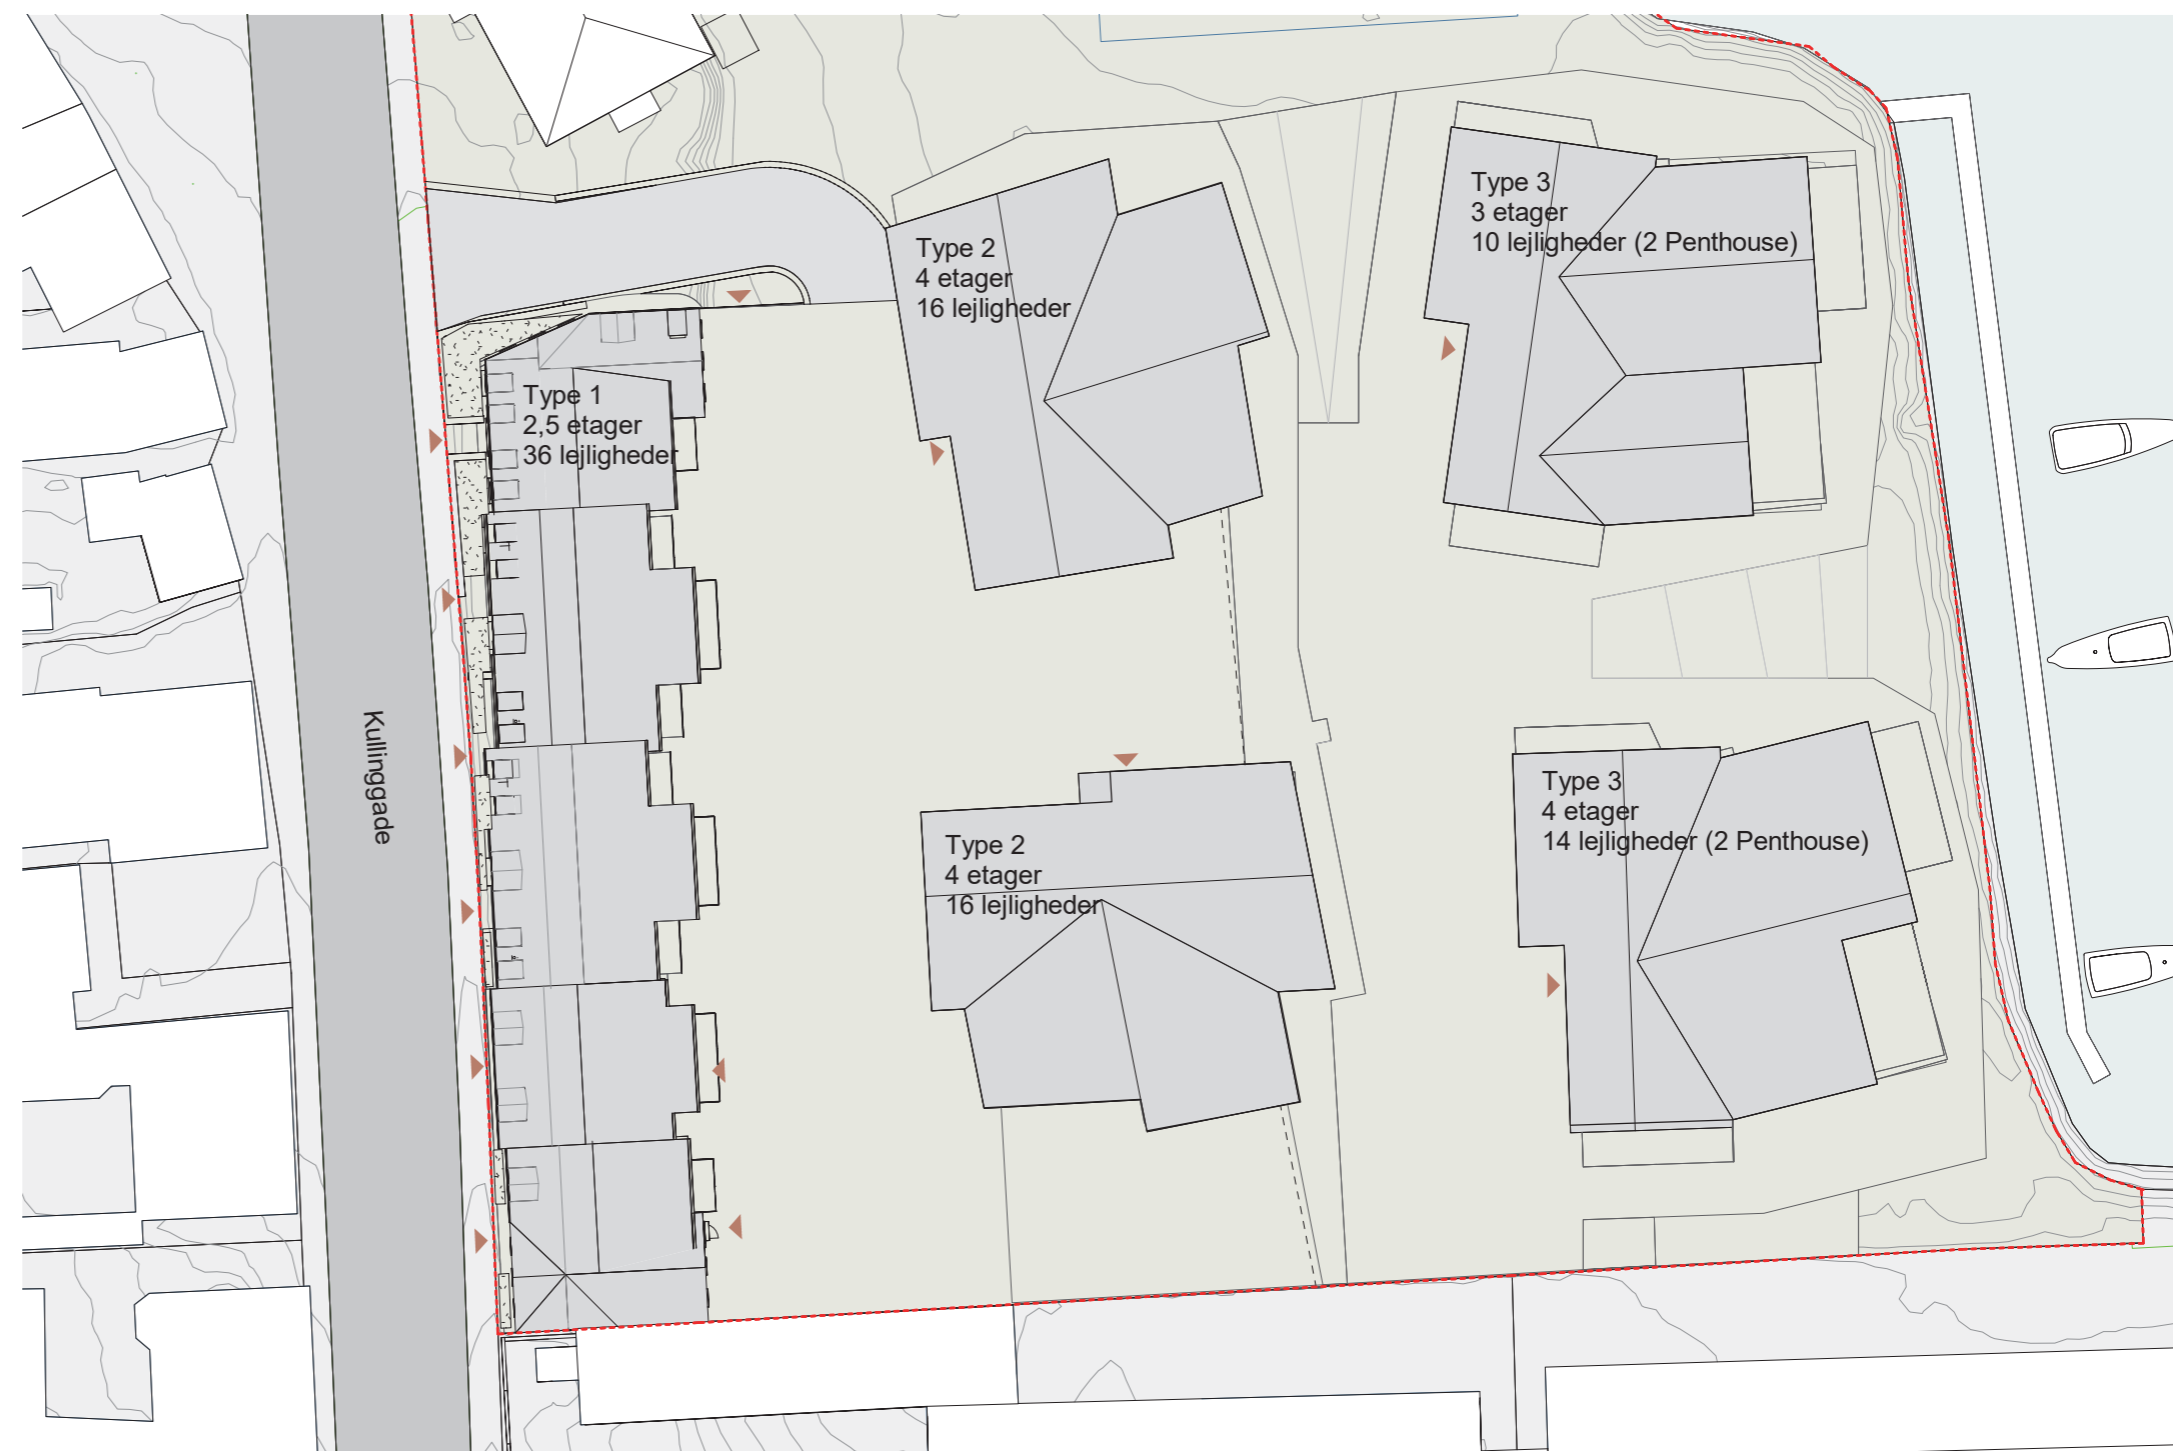 Type 3
3 etager
10 lejligheder (2 Penthouse)
Type 2
4 etager
16 lejligheder
Type 1
2,5 etager
36 lejligheder
Kullinggade
Type 3
4 etager
14 lejligheder (2 Penthouse)
Type 2
4 etager
16 lejligheder